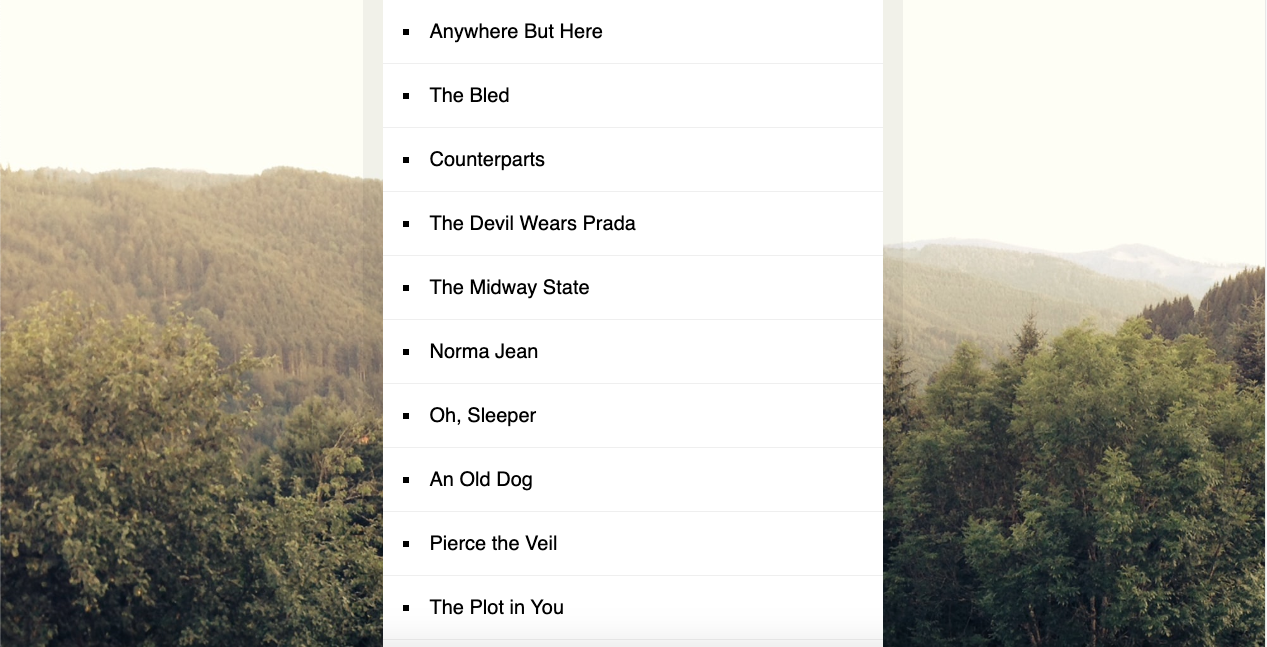 Anywhere But Here
The Bled
Counterparts
The Devil Wears Prada
The Midway State
Norma Jean
Oh, Sleeper
An Old Dog
Pierce the Veil
The Plot in You